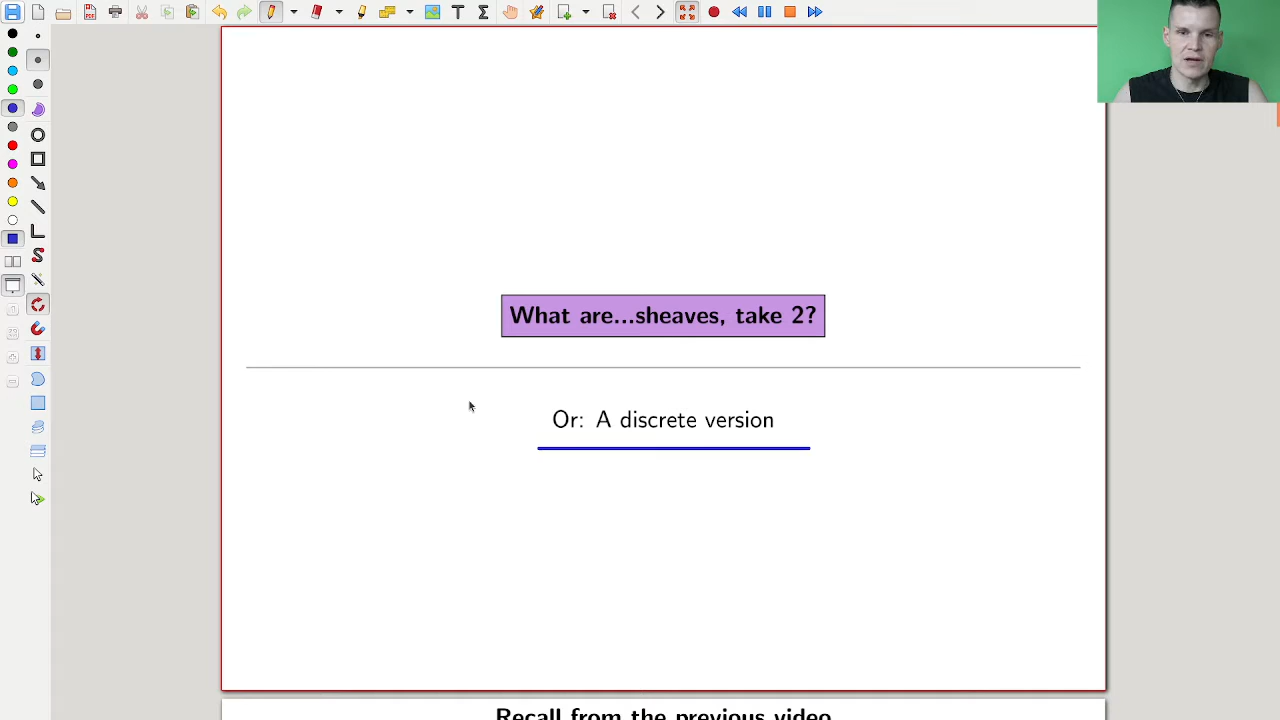 What are...sheaves, take 2?
Or: A discrete version
Recall from the previous video